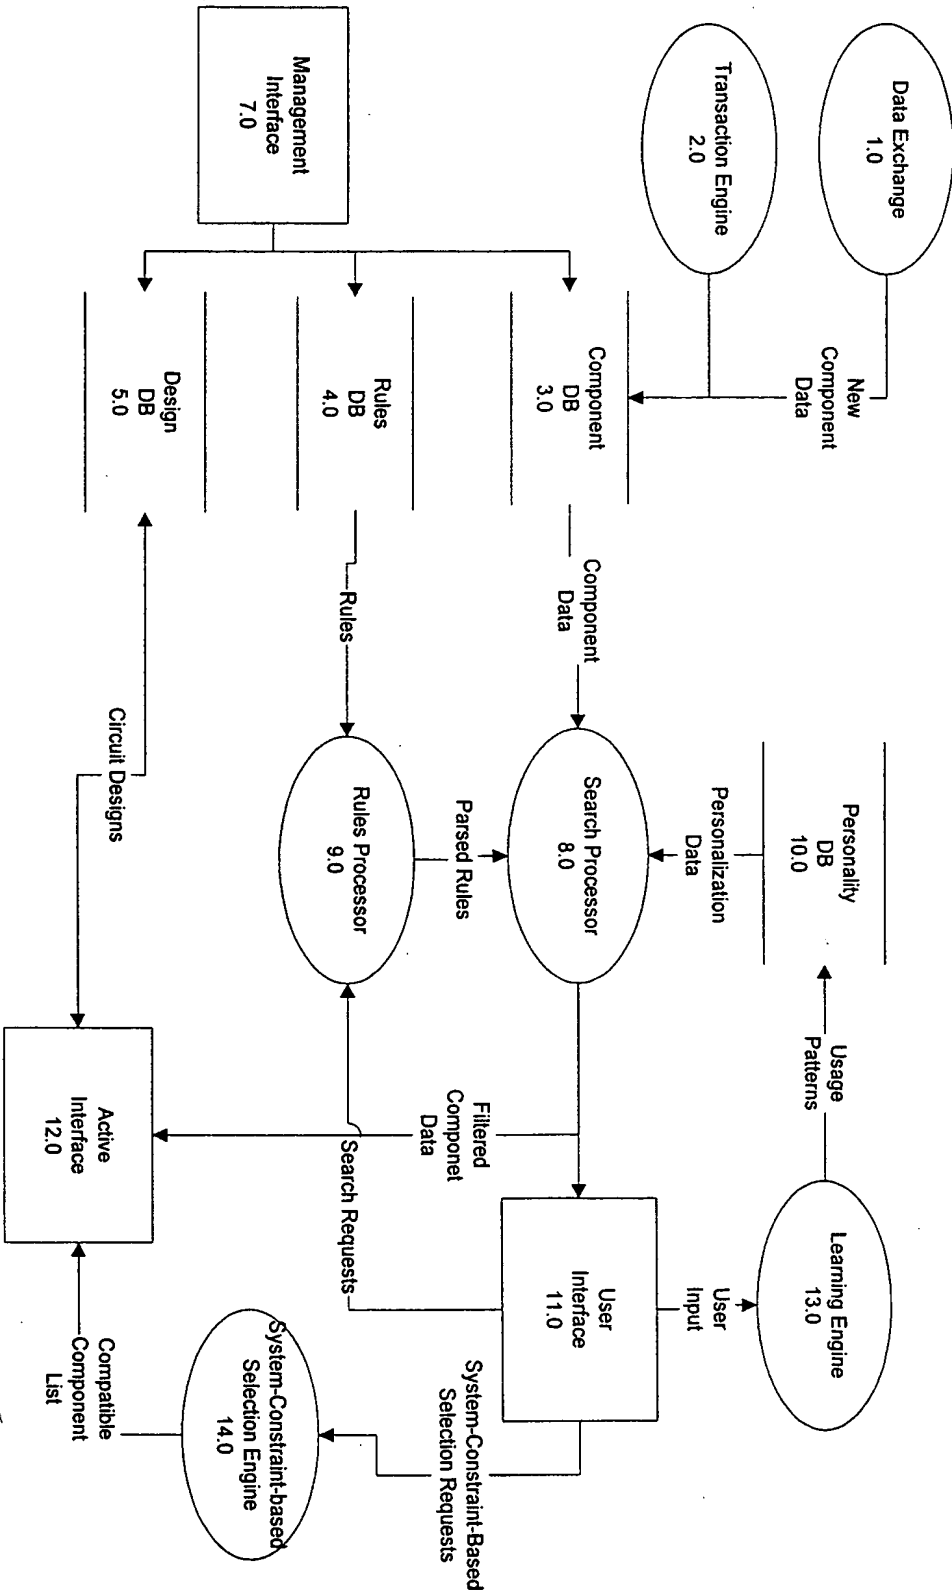 Data Exchange
1.0
Transaction Engine
2.0
New
Component
Data
Management
Interface
7.0
Component
DB
3.0
Rules
DB
4.0
Design
DB
5.0
Component
Data
Rules
Circuit Designs
Personality
DB
10.0
Personalization
Data
Search Processor
8.0
Parsed Rules
Rules Processor
9.0
Usage
Patterns
Filtered
Componet
Data
Search Requests
Active
Interface
12.0
Learning Engine
13.0
User
Input
User
Interface
11.0
System-Constraint-Based
Selection Requests
System-Constraint-based
Selection Engine
14.0
Compatible
Component
List